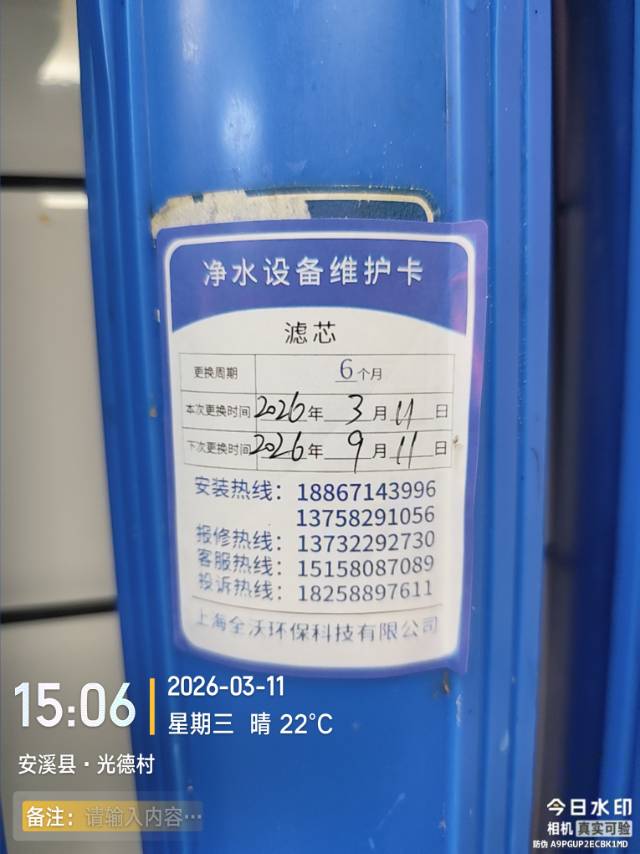 净水设备维护卡
滤芯
更换周期 6个月
本次更换时间 2026年 3月 11日
下次更换时间 2026年 9月 11日
安装热线：18867143996
13758291056
报修热线：13732292730
客服热线：15158087089
投诉热线：18258897611
上海全沃环保科技有限公司
15:06
2026-03-11
星期三 晴 22℃
安溪县·光德村
备注： 请输入内容…
今日水印
相机 真实可验
防伪 A9PGUP2ECBK1MD